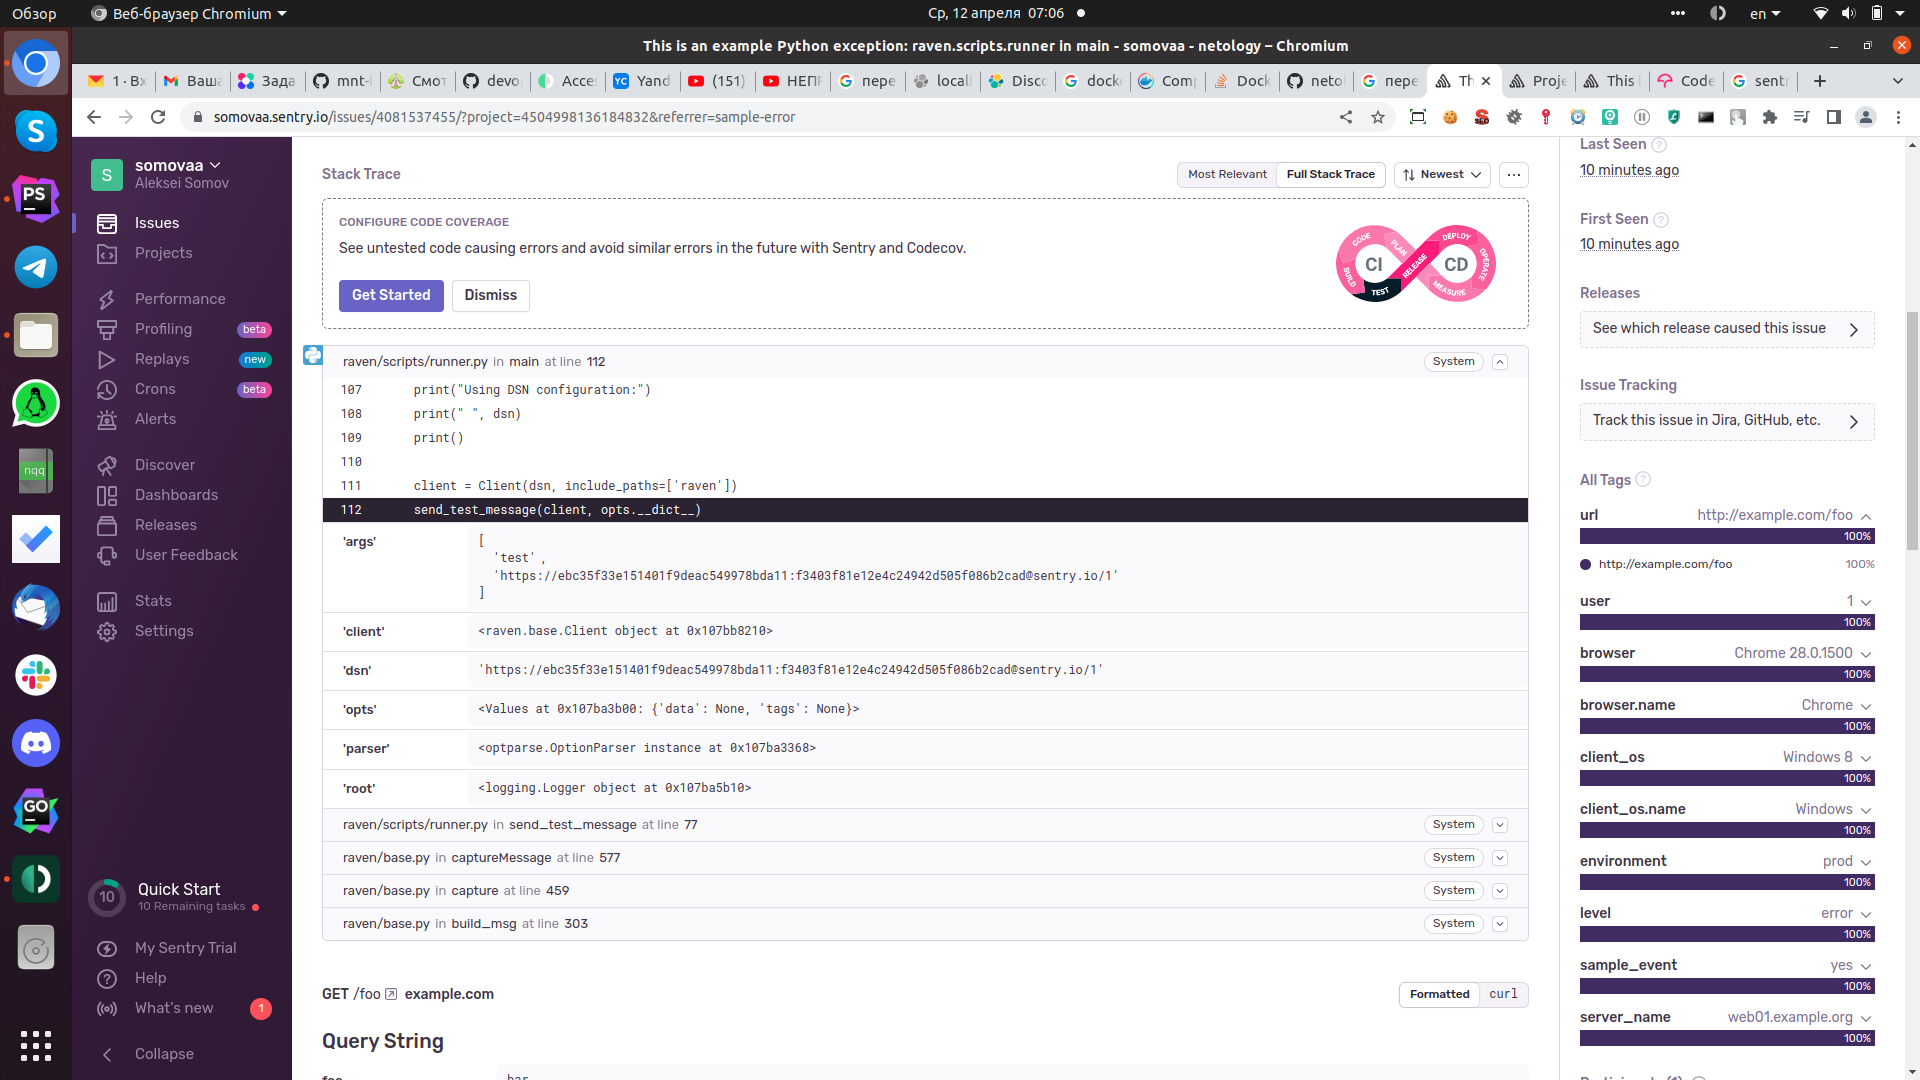 Обзор
Веб-браузер Chromium
Ср, 12 апреля 07:06
en
This is an example Python exception: raven.scripts.runner in main - somovaa - netology – Chromium
1 · Вх
Ваша
Зада
mnt-
Смот
devo
Acce
Yand
(151)
НЕПР
пере
locall
Disco
dock
Comp
Dock
neto
пере
Th
Proje
This i
Code
sentr
somovaa.sentry.io/issues/4081537455/?project=4504998136184832&referrer=sample-error
SEO
PS
nqq
GO
S
somovaa
Aleksei Somov
Issues
Projects
Performance
Profiling
beta
Replays
new
Crons
beta
Alerts
Discover
Dashboards
Releases
User Feedback
Stats
Settings
10
Quick Start
10 Remaining tasks
My Sentry Trial
Help
What's new
1
Collapse
Stack Trace
Most Relevant
Full Stack Trace
Newest
CONFIGURE CODE COVERAGE
See untested code causing errors and avoid similar errors in the future with Sentry and Codecov.
Get Started
Dismiss
CODE
PLAN
BUILD
TEST
CI
RELEASE
DEPLOY
OPERATE
MEASURE
CD
raven/scripts/runner.py in main at line 112
System
107 print("Using DSN configuration:")
108 print(" ", dsn)
109 print()
110
111 client = Client(dsn, include_paths=['raven'])
112 send_test_message(client, opts.__dict__)
'args'
[
'test',
'https://ebc35f33e151401f9deac549978bda11:f3403f81e12e4c24942d505f086b2cad@sentry.io/1'
]
'client' <raven.base.Client object at 0x107bb8210>
'dsn' 'https://ebc35f33e151401f9deac549978bda11:f3403f81e12e4c24942d505f086b2cad@sentry.io/1'
'opts' <Values at 0x107ba3b00: {'data': None, 'tags': None}>
'parser' <optparse.OptionParser instance at 0x107ba3368>
'root' <logging.Logger object at 0x107ba5b10>
raven/scripts/runner.py in send_test_message at line 77
System
raven/base.py in captureMessage at line 577
System
raven/base.py in capture at line 459
System
raven/base.py in build_msg at line 303
System
GET /foo example.com
Formatted
curl
Query String
foo bar
Last Seen
10 minutes ago
First Seen
10 minutes ago
Releases
See which release caused this issue
Issue Tracking
Track this issue in Jira, GitHub, etc.
All Tags
url http://example.com/foo
100%
http://example.com/foo 100%
user 1
100%
browser Chrome 28.0.1500
100%
browser.name Chrome
100%
client_os Windows 8
100%
client_os.name Windows
100%
environment prod
100%
level error
100%
sample_event yes
100%
server_name web01.example.org
100%